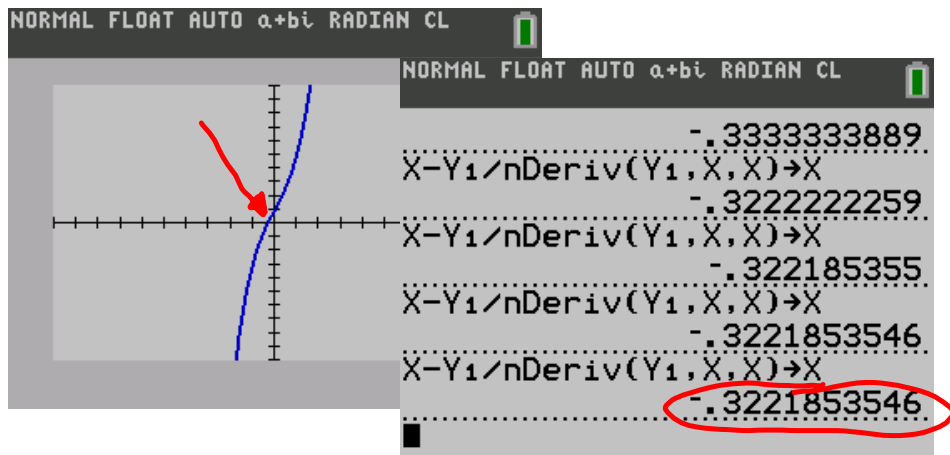 NORMAL FLOAT AUTO a+bi RADIAN CL
NORMAL FLOAT AUTO a+bi RADIAN CL
-.3333333889
X-Y₁/nDeriv(Y₁,X,X)→X
-.3222222259
X-Y₁/nDeriv(Y₁,X,X)→X
-.322185355
X-Y₁/nDeriv(Y₁,X,X)→X
-.3221853546
X-Y₁/nDeriv(Y₁,X,X)→X
-.3221853546